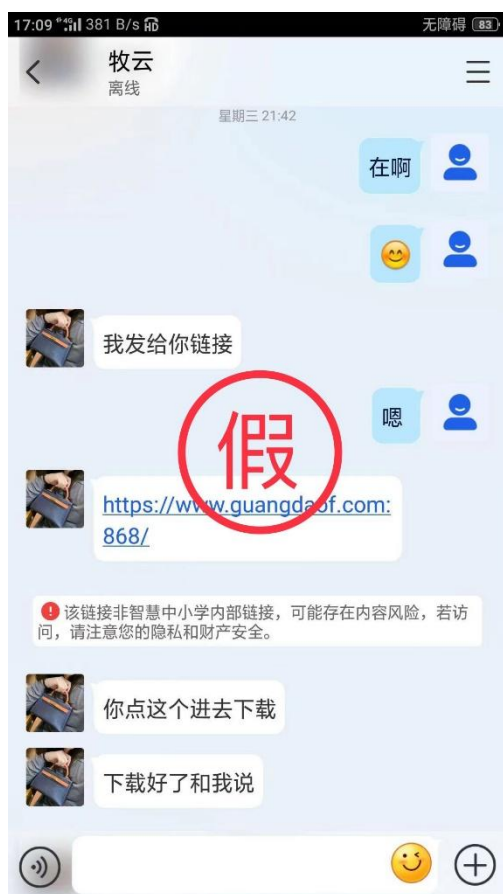 17:09 4G 381 B/s HD 无障碍 83
牧云
离线
星期三 21:42
在啊
我发给你链接
嗯
假
https://www.guangdaof.com:
868/
该链接非智慧中小学内部链接，可能存在内容风险，若访
问，请注意您的隐私和财产安全。
你点这个进去下载
下载好了和我说